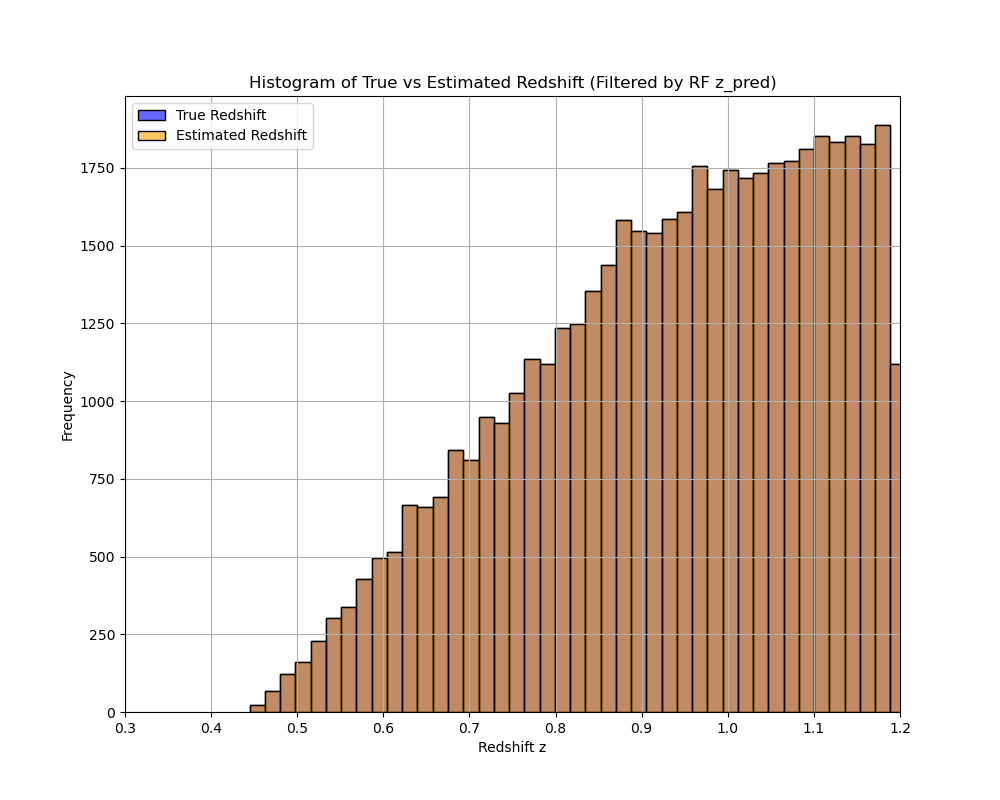 Histogram of True vs Estimated Redshift (Filtered by RF z_pred)
True Redshift
Estimated Redshift
Frequency
1750
1500
1250
1000
750
500
250
0
0.3 0.4 0.5 0.6 0.7 0.8 0.9 1.0 1.1 1.2
Redshift z